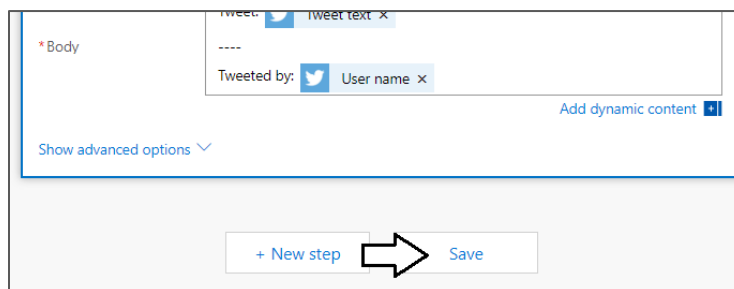 Tweet: Tweet text ×
*Body
----
Tweeted by: User name ×
Add dynamic content +
Show advanced options
+ New step
Save